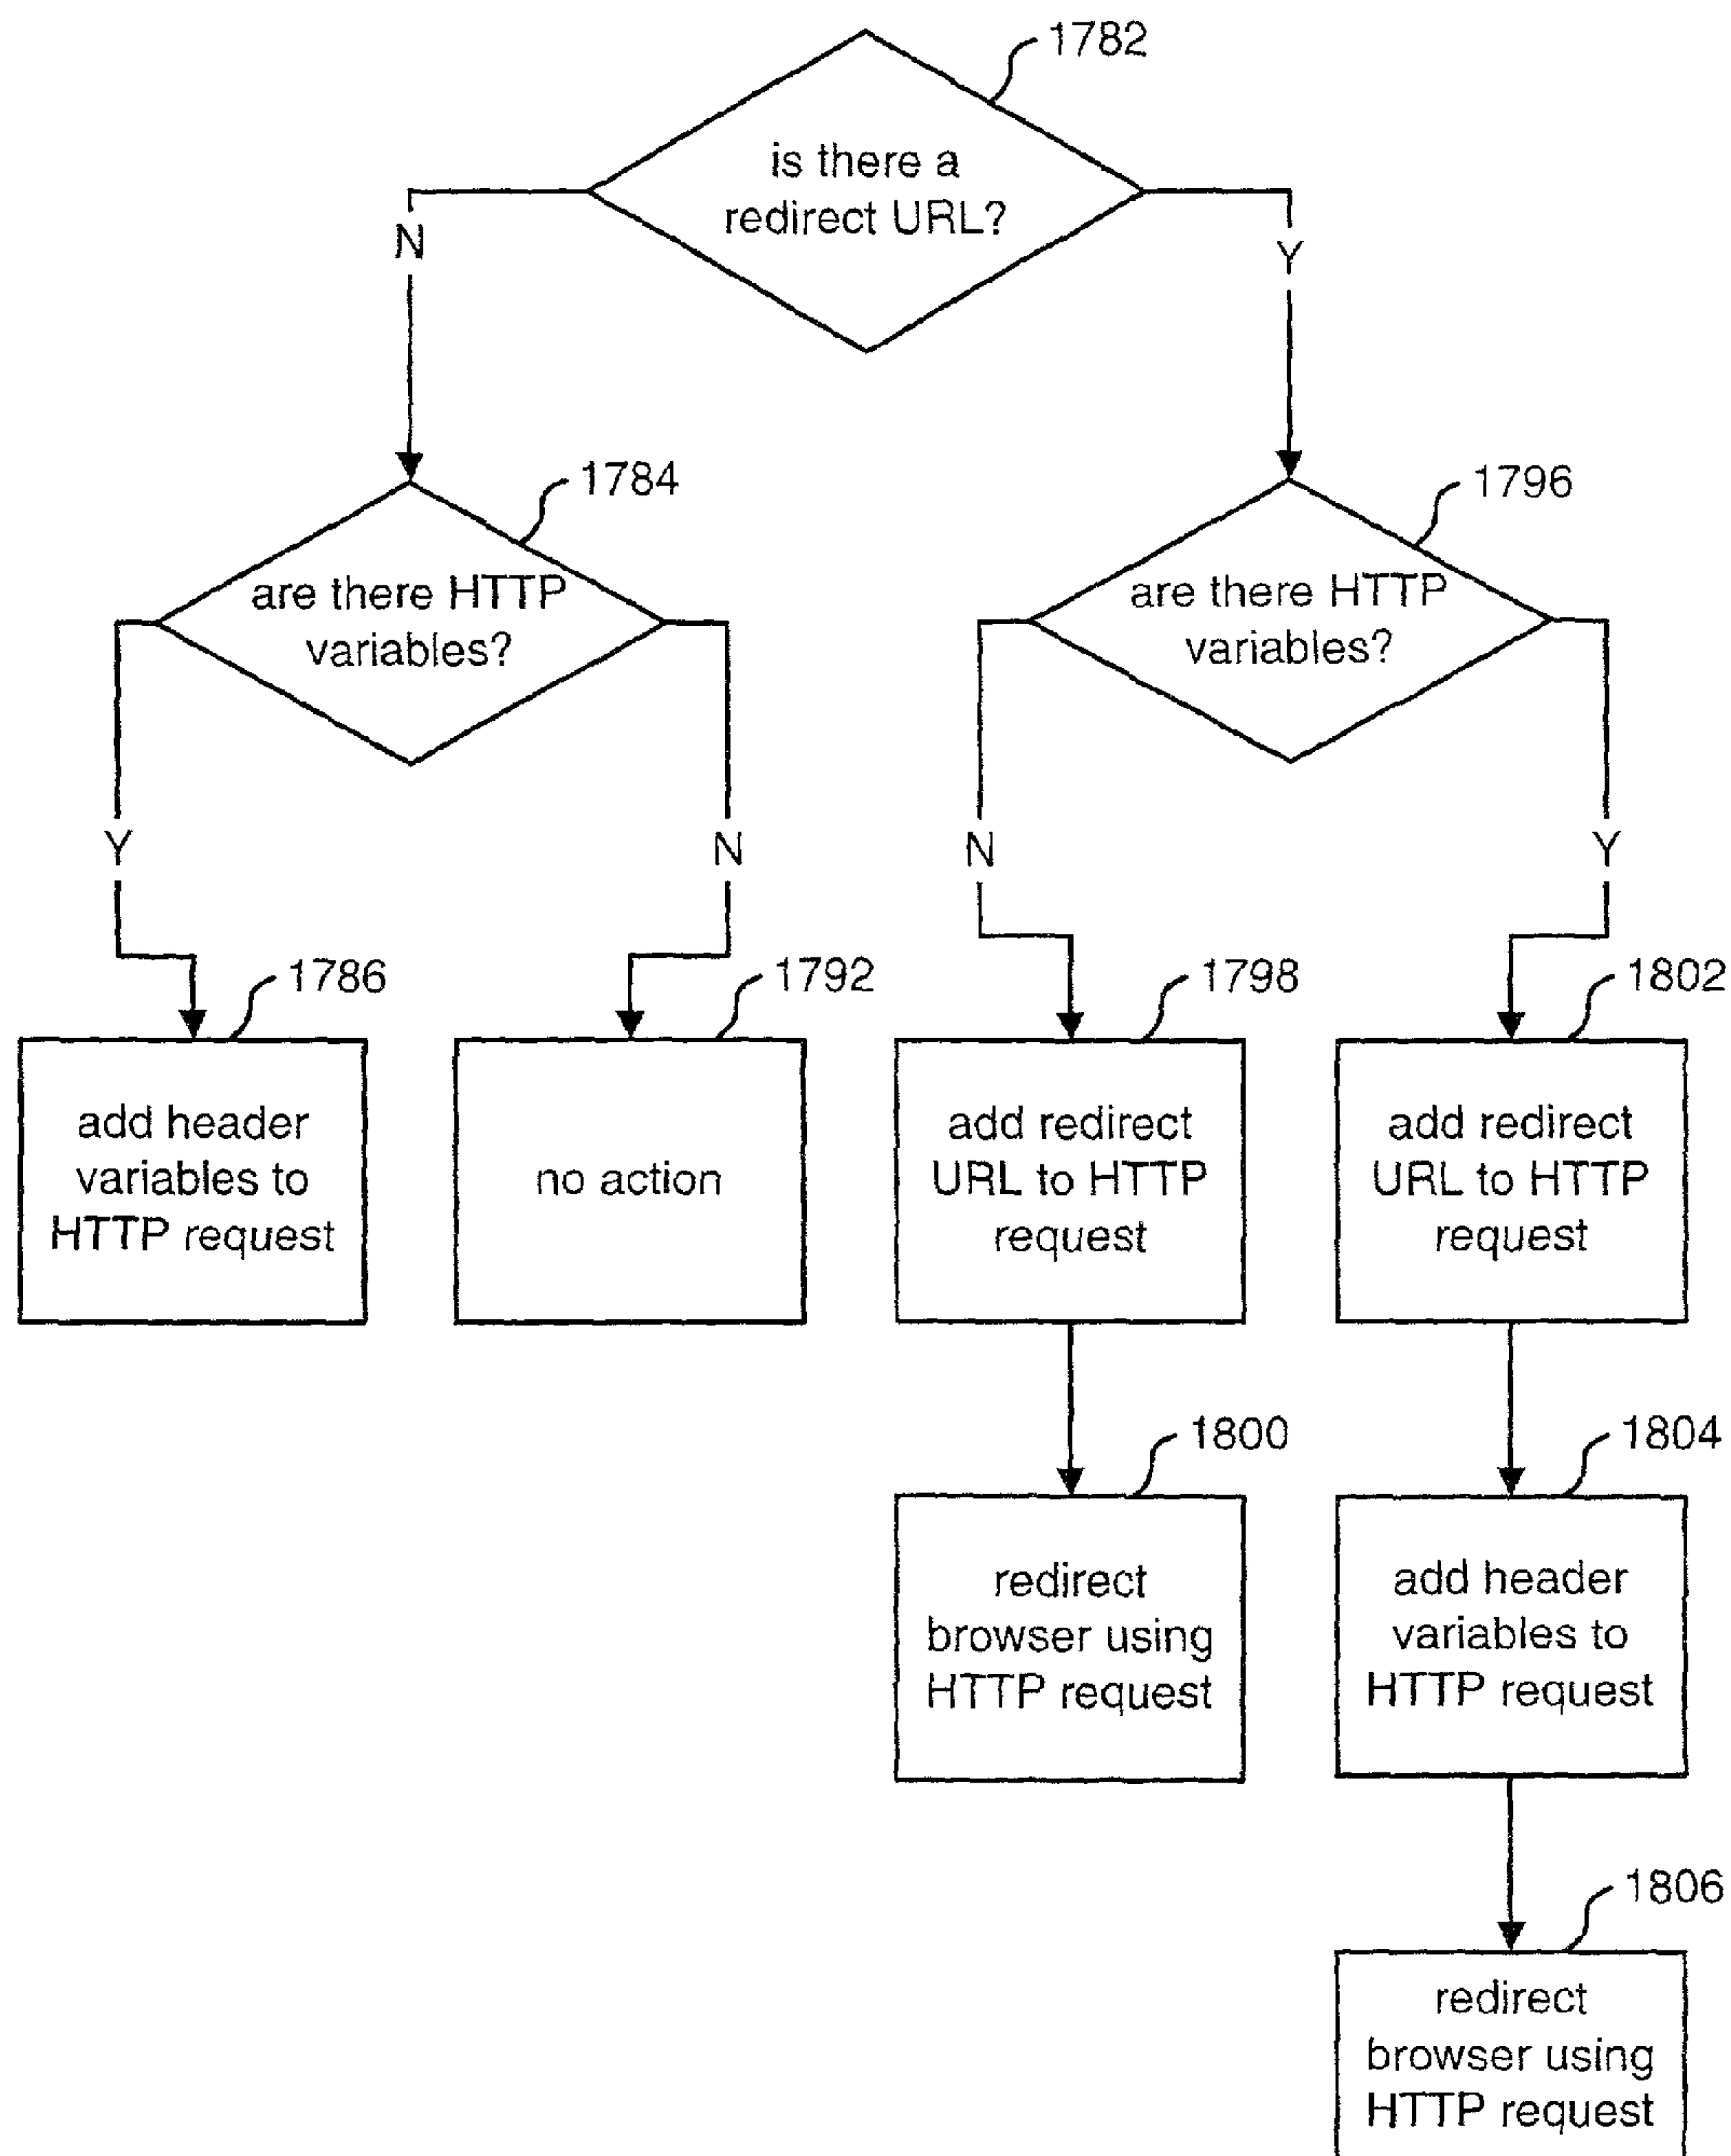 1782
is there a
redirect URL?
N
Y
1784
1796
are there HTTP
variables?
are there HTTP
variables?
Y
N
N
Y
1786
1792
1798
1802
add header
variables to
HTTP request
no action
add redirect
URL to HTTP
request
add redirect
URL to HTTP
request
1800
1804
redirect
browser using
HTTP request
add header
variables to
HTTP request
1806
redirect
browser using
HTTP request